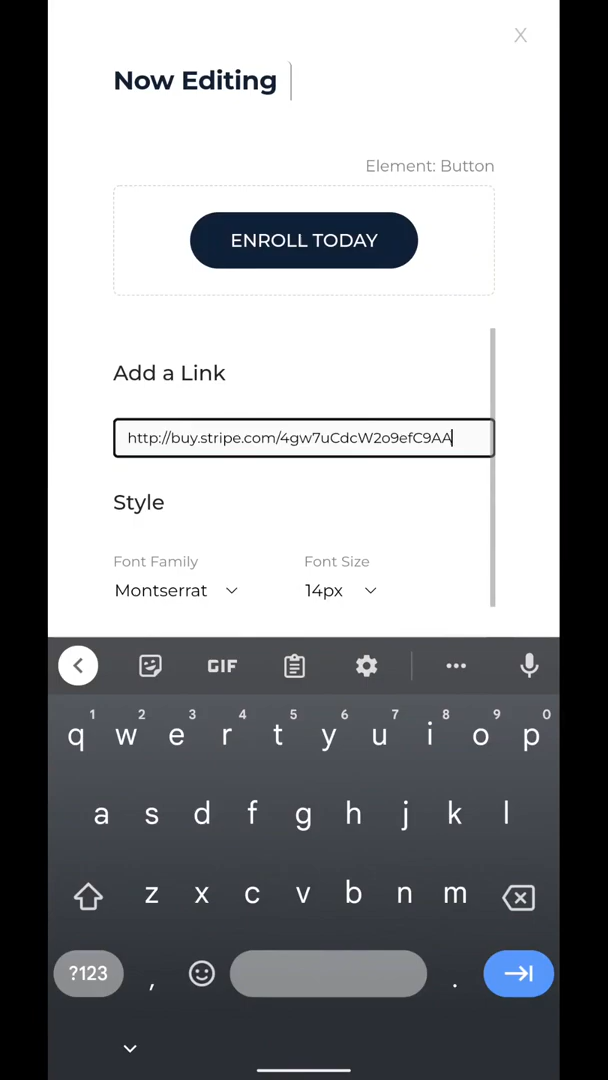 X
Now Editing
Element: Button
ENROLL TODAY
Add a Link
http://buy.stripe.com/4gw7uCdcW2o9efC9AA
Style
Font Family Font Size
Montserrat 14px
GIF
1 2 3 4 5 6 7 8 9 0
q w e r t y u i o p
a s d f g h j k l
z x c v b n m
?123 , .